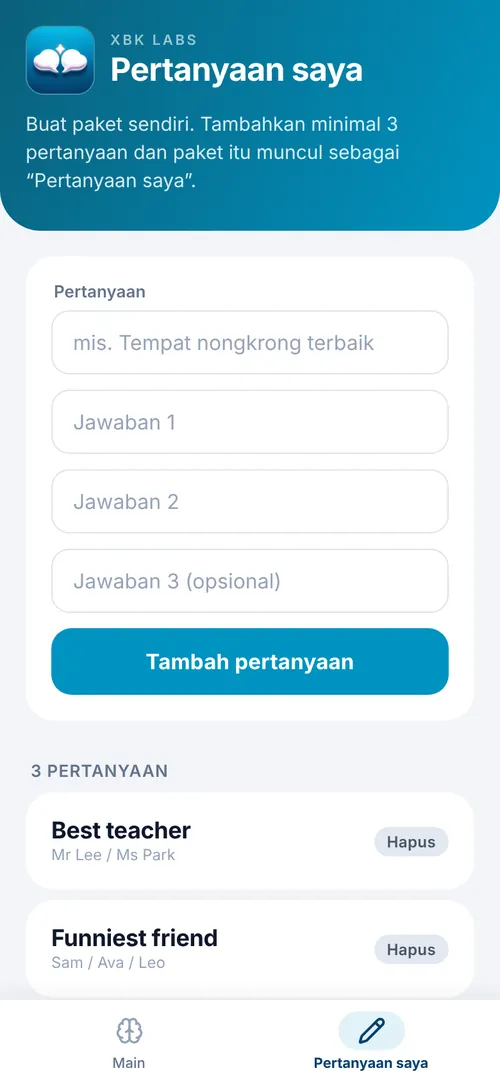 XBK LABS
Pertanyaan saya
Buat paket sendiri. Tambahkan minimal 3
pertanyaan dan paket itu muncul sebagai
“Pertanyaan saya”.
Pertanyaan
mis. Tempat nongkrong terbaik
Jawaban 1
Jawaban 2
Jawaban 3 (opsional)
Tambah pertanyaan
3 PERTANYAAN
Best teacher
Mr Lee / Ms Park
Hapus
Funniest friend
Sam / Ava / Leo
Hapus
Main
Pertanyaan saya